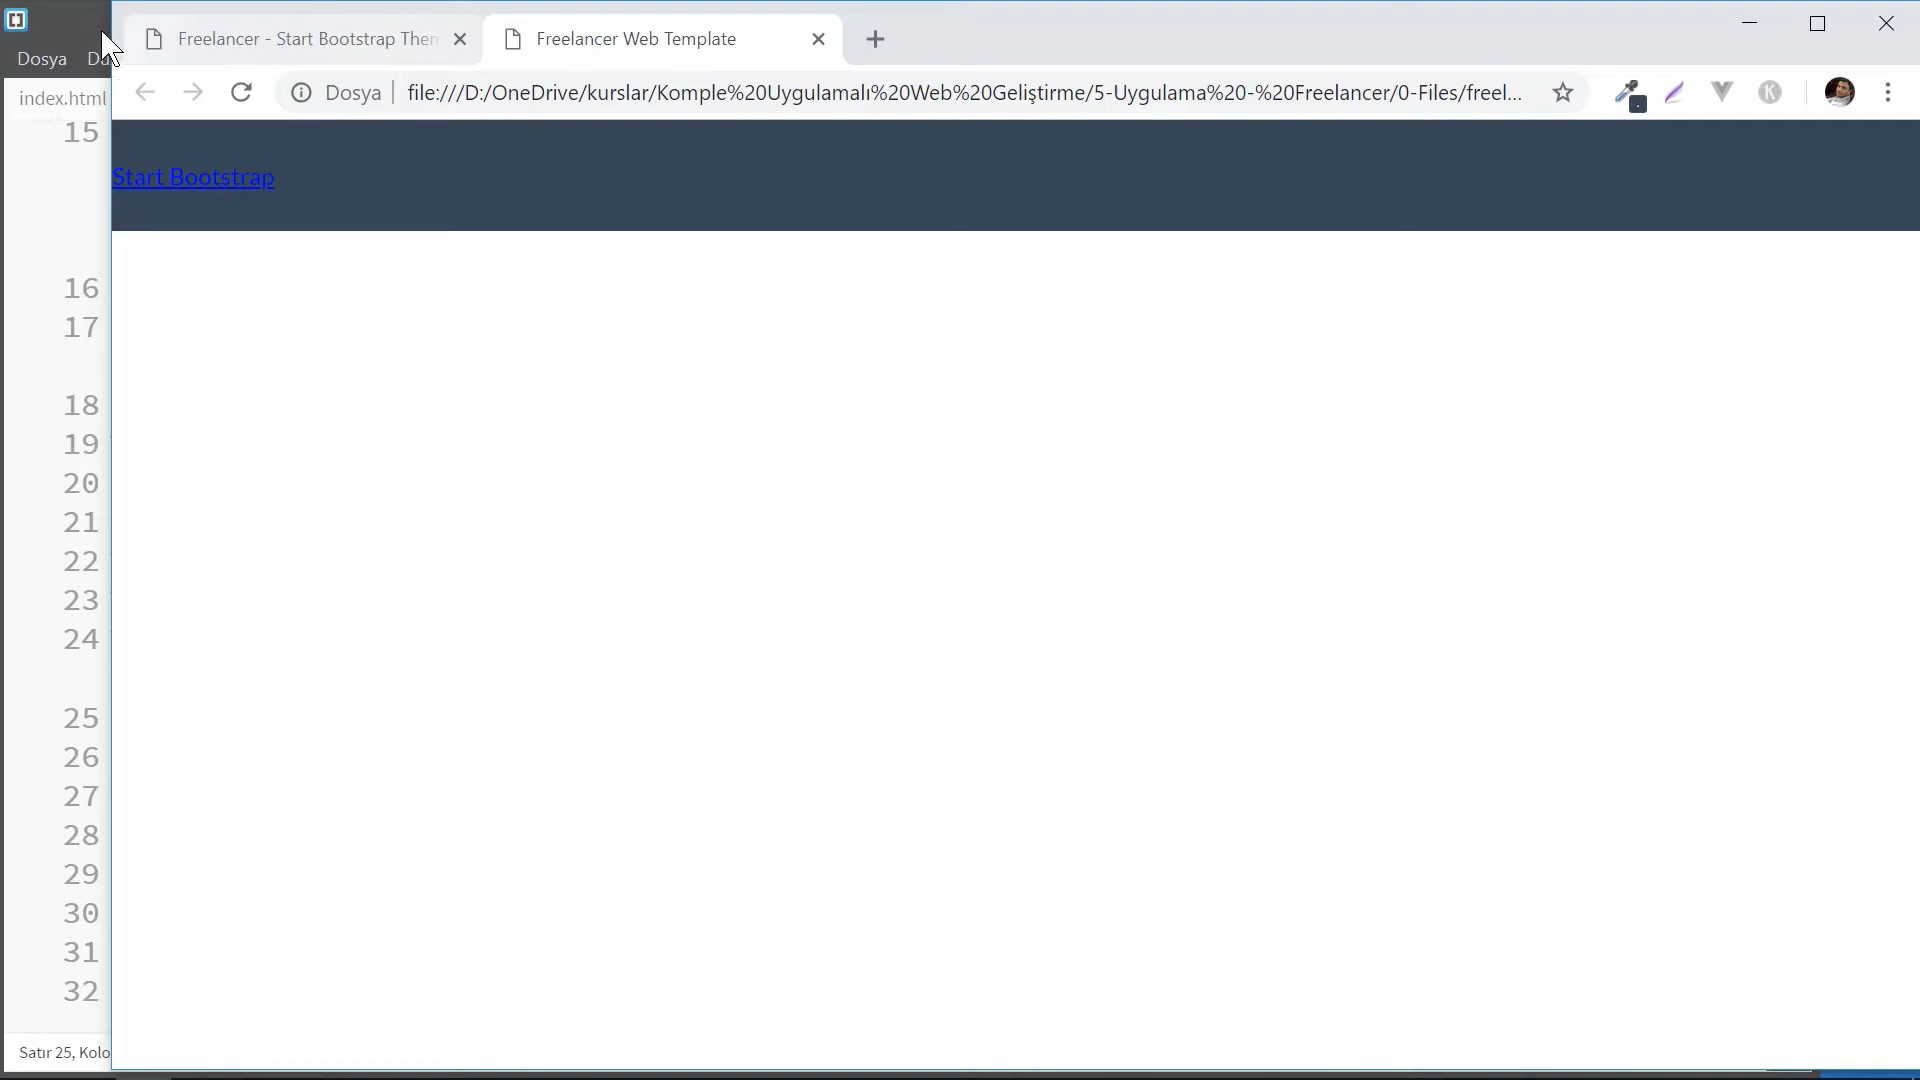 Freelancer - Start Bootstrap Them
Freelancer Web Template
Dosya
Dosya
file:///D:/OneDrive/kurslar/Komple%20Uygulamalı%20Web%20Geliştirme/5-Uygulama%20-%20Freelancer/0-Files/freel...
K
index.html
15
Start Bootstrap
16
17
18
19
20
21
22
23
24
25
26
27
28
29
30
31
32
Satır 25, Kolo